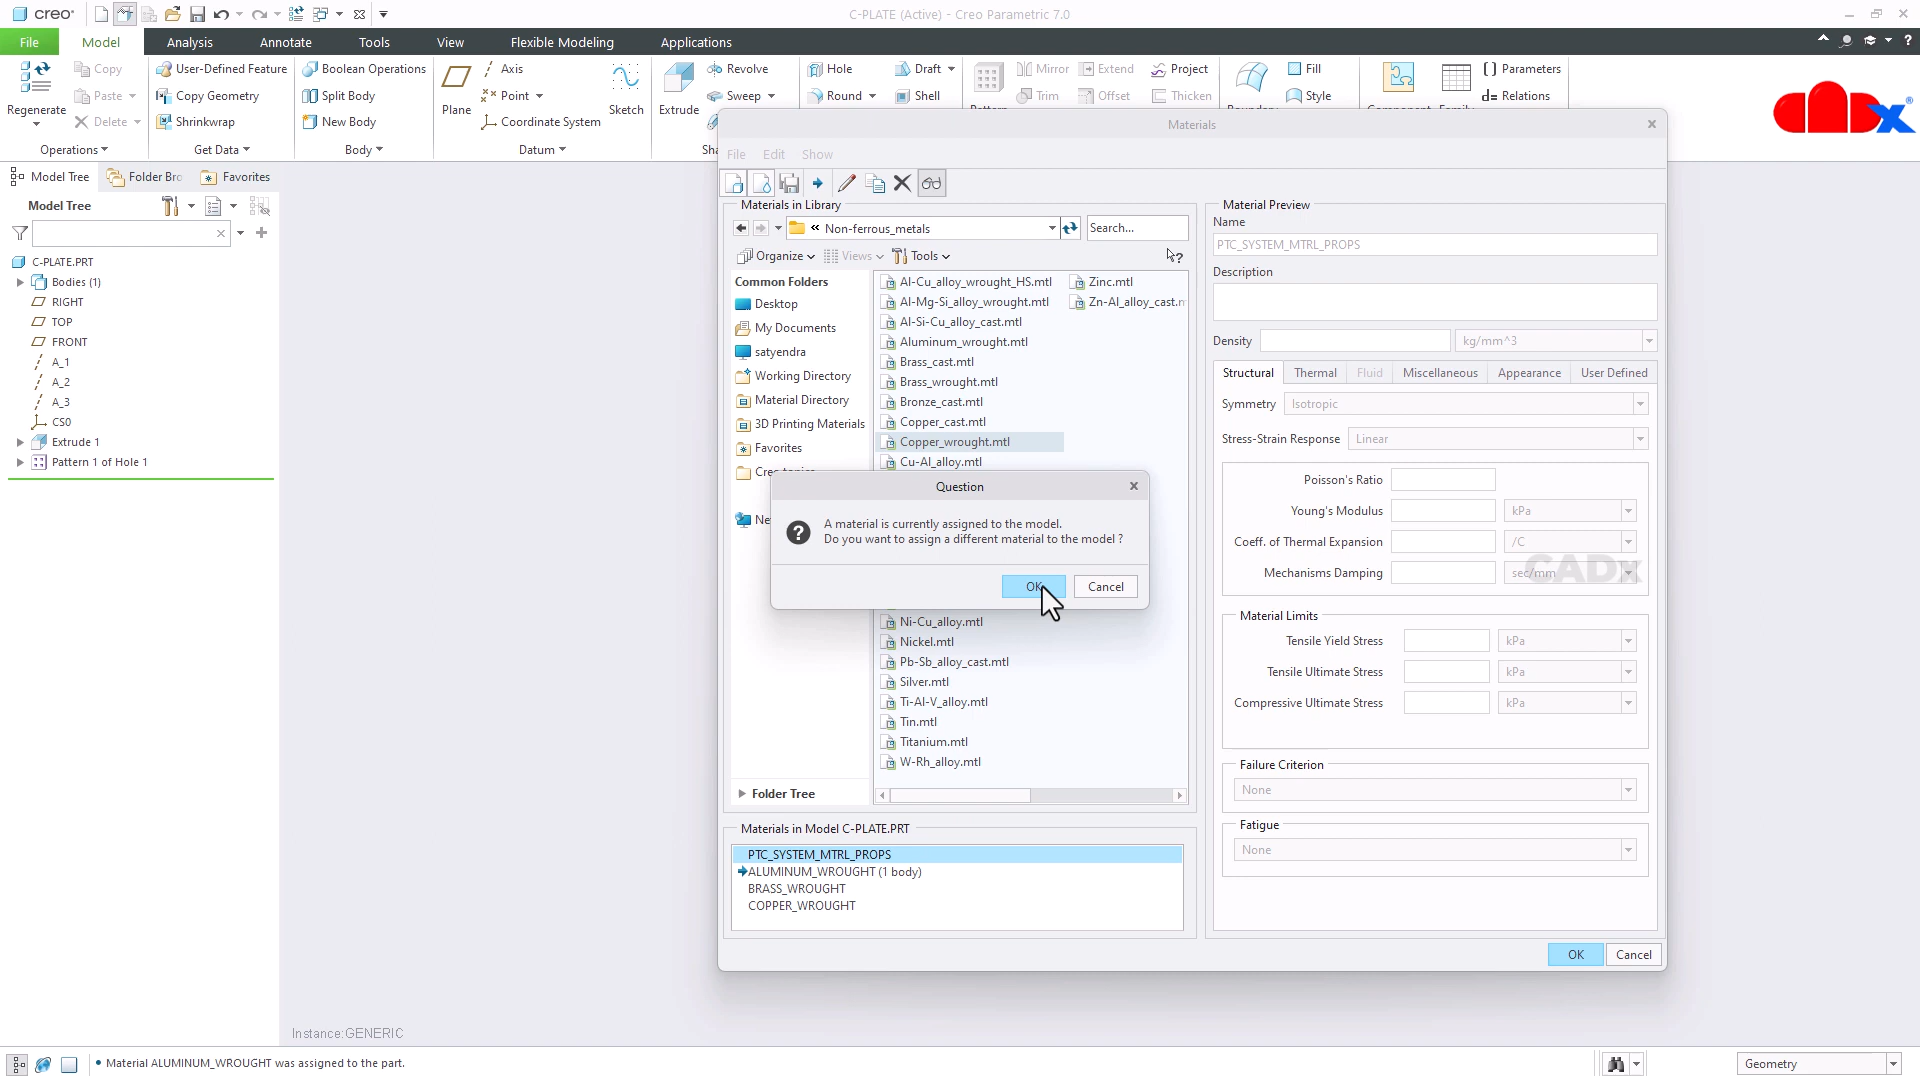 creo
C-PLATE (Active) - Creo Parametric 7.0
File Model Analysis Annotate Tools View Flexible Modeling Applications
Regenerate Copy Paste Delete
User-Defined Feature Copy Geometry Shrinkwrap
Boolean Operations Split Body New Body
Plane Axis Point Coordinate System Sketch
Extrude Revolve Sweep
Hole Round Draft Shell
Mirror Extend Project
Trim Offset Thicken
Fill Style
Parameters
Relations
CADx
Operations Get Data Body Datum
Model Tree Folder Bro Favorites
Model Tree
C-PLATE.PRT
Bodies (1)
RIGHT
TOP
FRONT
A_1
A_2
A_3
CS0
Extrude 1
Pattern 1 of Hole 1
Materials
File Edit Show
Materials in Library
Non-ferrous_metals Search...
Organize Views Tools
Common Folders
Desktop
My Documents
satyendra
Working Directory
Material Directory
3D Printing Materials
Favorites
Folder Tree
Al-Cu_alloy_wrought_HS.mtl
Al-Mg-Si_alloy_wrought.mtl
Al-Si-Cu_alloy_cast.mtl
Aluminum_wrought.mtl
Brass_cast.mtl
Brass_wrought.mtl
Bronze_cast.mtl
Copper_cast.mtl
Copper_wrought.mtl
Cu-Al_alloy.mtl
Ni-Cu_alloy.mtl
Nickel.mtl
Pb-Sb_alloy_cast.mtl
Silver.mtl
Ti-Al-V_alloy.mtl
Tin.mtl
Titanium.mtl
W-Rh_alloy.mtl
Zinc.mtl
Zn-Al_alloy_cast.m
Question
A material is currently assigned to the model.
Do you want to assign a different material to the model ?
OK Cancel
Materials in Model C-PLATE.PRT
PTC_SYSTEM_MTRL_PROPS
ALUMINUM_WROUGHT (1 body)
BRASS_WROUGHT
COPPER_WROUGHT
Material Preview
Name
PTC_SYSTEM_MTRL_PROPS
Description
Density kg/mm^3
Structural Thermal Fluid Miscellaneous Appearance User Defined
Symmetry Isotropic
Stress-Strain Response Linear
Poisson's Ratio
Young's Modulus kPa
Coeff. of Thermal Expansion /C
Mechanisms Damping sec/mm
CADx
Material Limits
Tensile Yield Stress kPa
Tensile Ultimate Stress kPa
Compressive Ultimate Stress kPa
Failure Criterion
None
Fatigue
None
OK Cancel
Instance:GENERIC
Material ALUMINUM_WROUGHT was assigned to the part.
Geometry